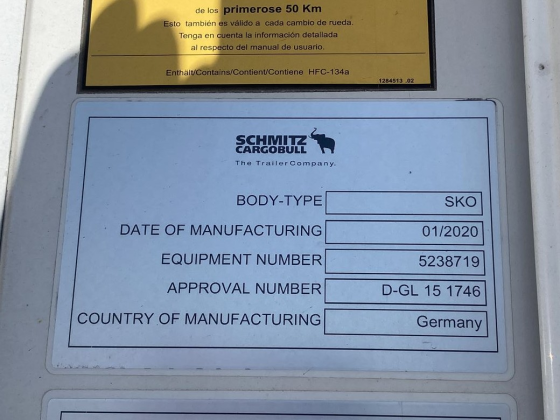 de los primerose 50 Km
Esto también es válido a cada cambio de rueda.
Tenga en cuenta la información detallada
al respecto del manual de usuario.
Enthält/Contains/Contient/Contiene HFC-134a
1284513_02
SCHMITZ
CARGOBULL
The Trailer Company.
BODY-TYPE SKO
DATE OF MANUFACTURING 01/2020
EQUIPMENT NUMBER 5238719
APPROVAL NUMBER D-GL 15 1746
COUNTRY OF MANUFACTURING Germany